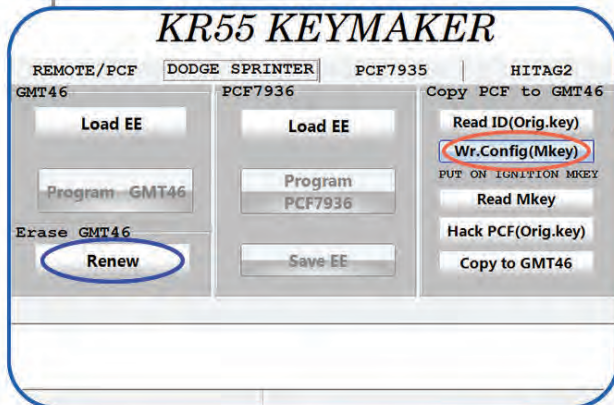 KR55 KEYMAKER
REMOTE/PCF DODGE SPRINTER PCF7935 HITAG2
GMT46 PCF7936 Copy PCF to GMT46
Load EE Load EE Read ID(Orig.key)
Wr.Config(Mkey)
PUT ON IGNITION MKEY
Program GMT46 Program PCF7936 Read Mkey
Erase GMT46 Hack PCF(Orig.key)
Renew Save EE Copy to GMT46